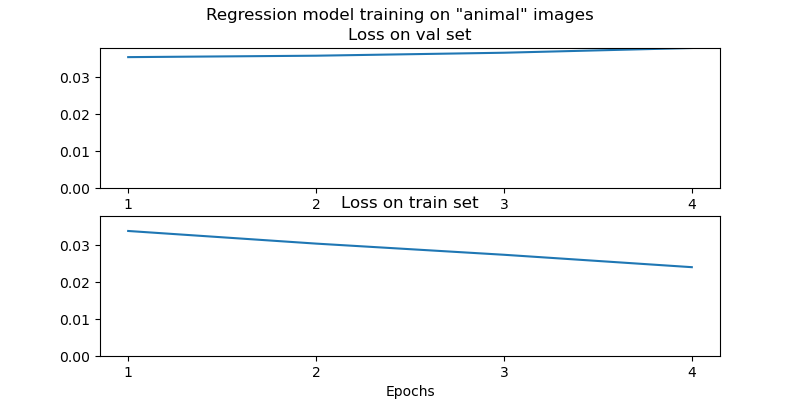 Regression model training on "animal" images
Loss on val set
0.03
0.02
0.01
0.00
1 2 3 4
Loss on train set
0.03
0.02
0.01
0.00
1 2 3 4
Epochs